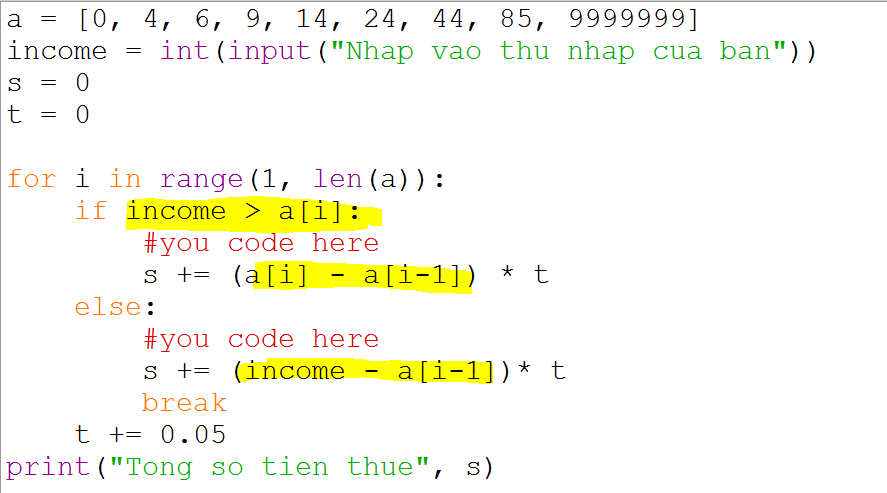 a = [0, 4, 6, 9, 14, 24, 44, 85, 9999999]
income = int(input("Nhap vao thu nhap cua ban"))
s = 0
t = 0

for i in range(1, len(a)):
    if income > a[i]:
        #you code here
        s += (a[i] - a[i-1]) * t
    else:
        #you code here
        s += (income - a[i-1])* t
        break
    t += 0.05
print("Tong so tien thue", s)